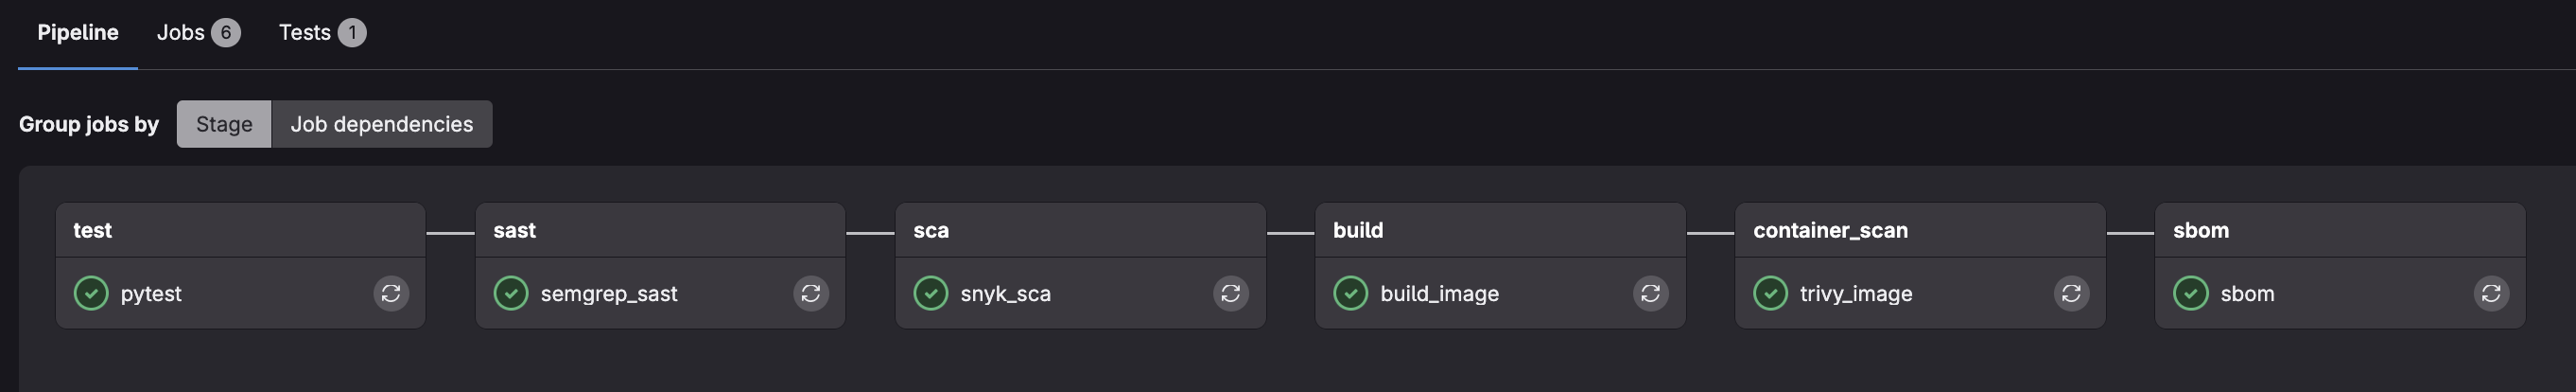 Pipeline Jobs 6 Tests 1
Group jobs by Stage Job dependencies
test sast sca build container_scan sbom
pytest semgrep_sast snyk_sca build_image trivy_image sbom